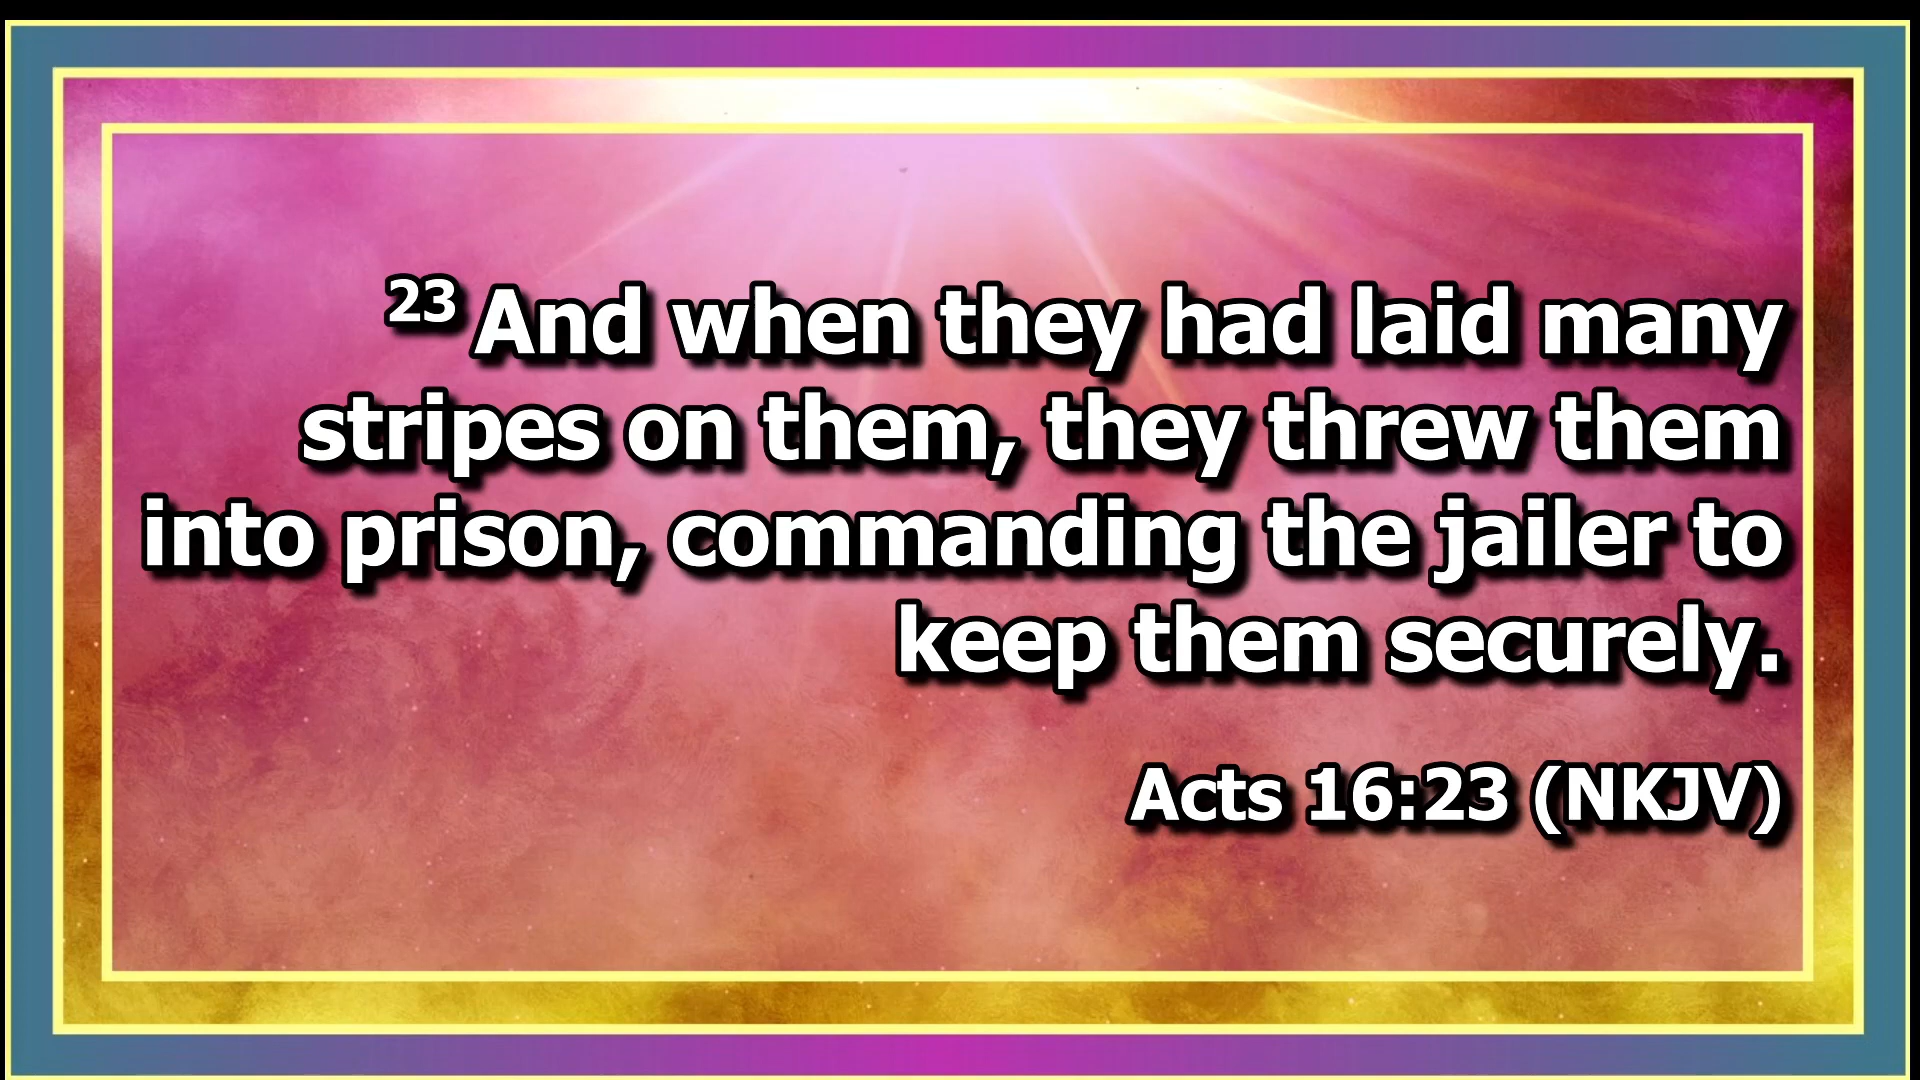 23 And when they had laid many
stripes on them, they threw them
into prison, commanding the jailer to
keep them securely.
Acts 16:23 (NKJV)